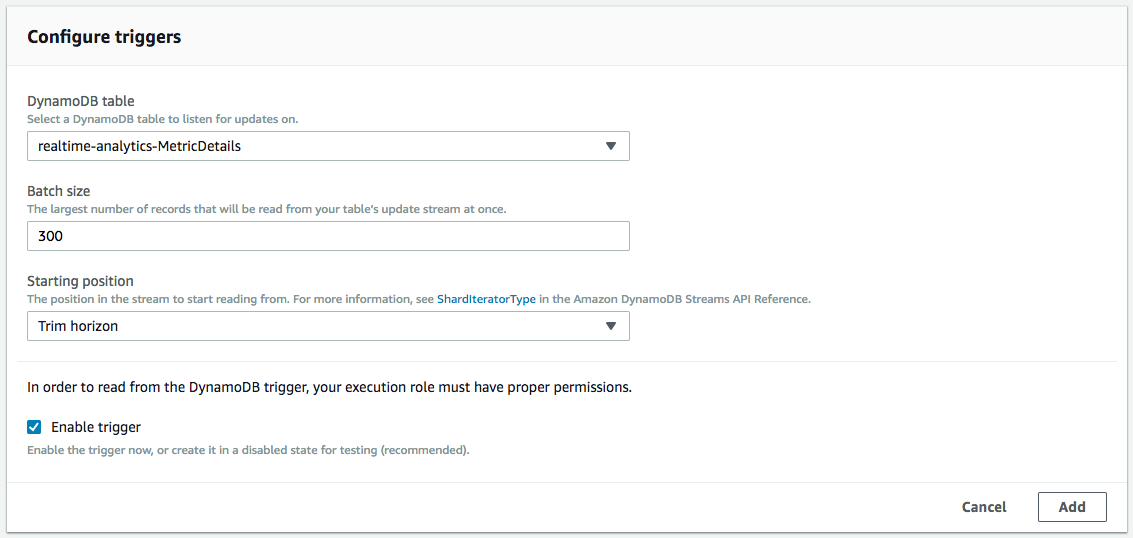 Configure triggers
DynamoDB table
Select a DynamoDB table to listen for updates on.
realtime-analytics-MetricDetails
Batch size
The largest number of records that will be read from your table's update stream at once.
300
Starting position
The position in the stream to start reading from. For more information, see ShardIteratorType in the Amazon DynamoDB Streams API Reference.
Trim horizon
In order to read from the DynamoDB trigger, your execution role must have proper permissions.
Enable trigger
Enable the trigger now, or create it in a disabled state for testing (recommended).
Cancel Add